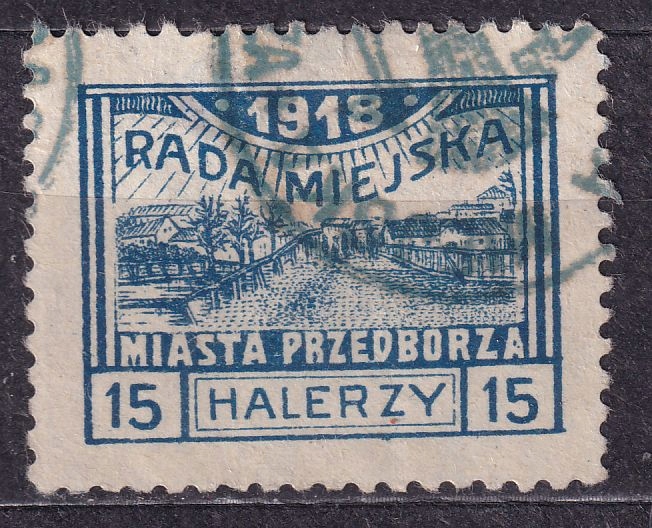 1918
RADA MIEJSKA
MIASTA PRZEDBORZA
15 HALERZY 15